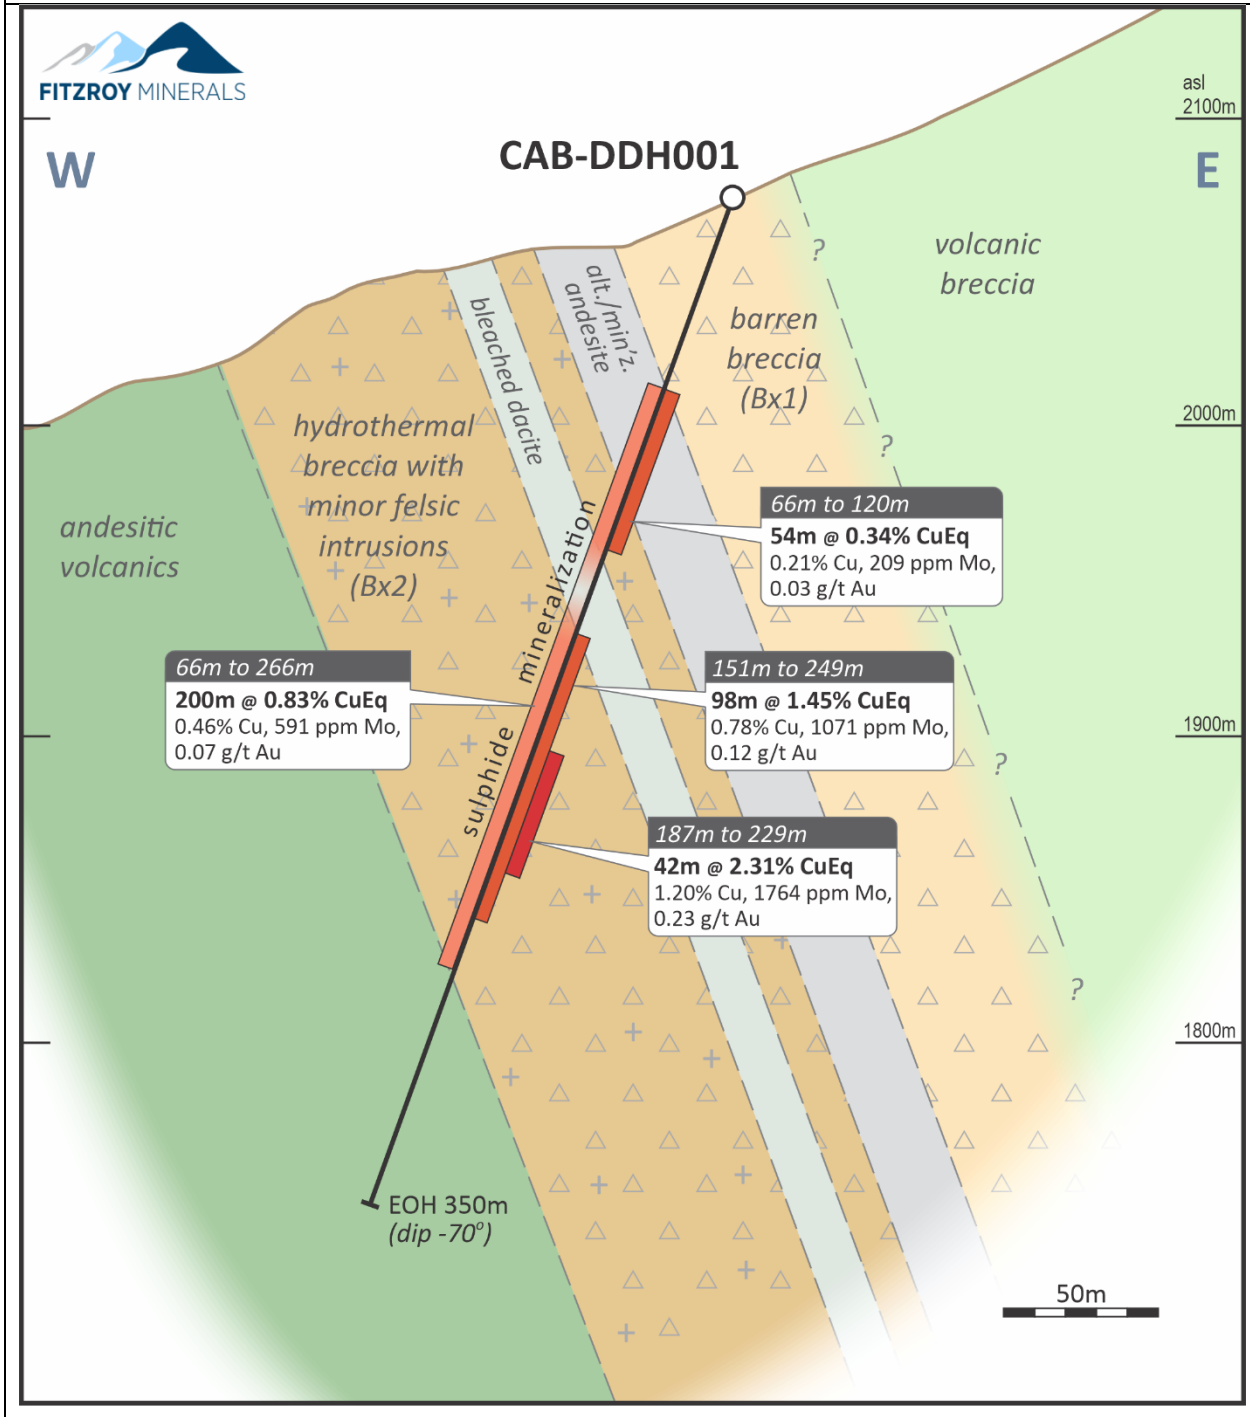 FITZROY MINERALS
asl
2100m
CAB-DDH001
W
E
volcanic
breccia
?
alt./min'z.
andesite
bleached dacite
barren
breccia
(Bx1)
2000m
hydrothermal
breccia with
minor felsic
intrusions
(Bx2)
?
andesitic
volcanics
66m to 120m
54m @ 0.34% CuEq
0.21% Cu, 209 ppm Mo,
0.03 g/t Au
sulphide mineralization
66m to 266m
200m @ 0.83% CuEq
0.46% Cu, 591 ppm Mo,
0.07 g/t Au
151m to 249m
98m @ 1.45% CuEq
0.78% Cu, 1071 ppm Mo,
0.12 g/t Au
1900m
?
187m to 229m
42m @ 2.31% CuEq
1.20% Cu, 1764 ppm Mo,
0.23 g/t Au
?
1800m
EOH 350m
(dip -70°)
50m